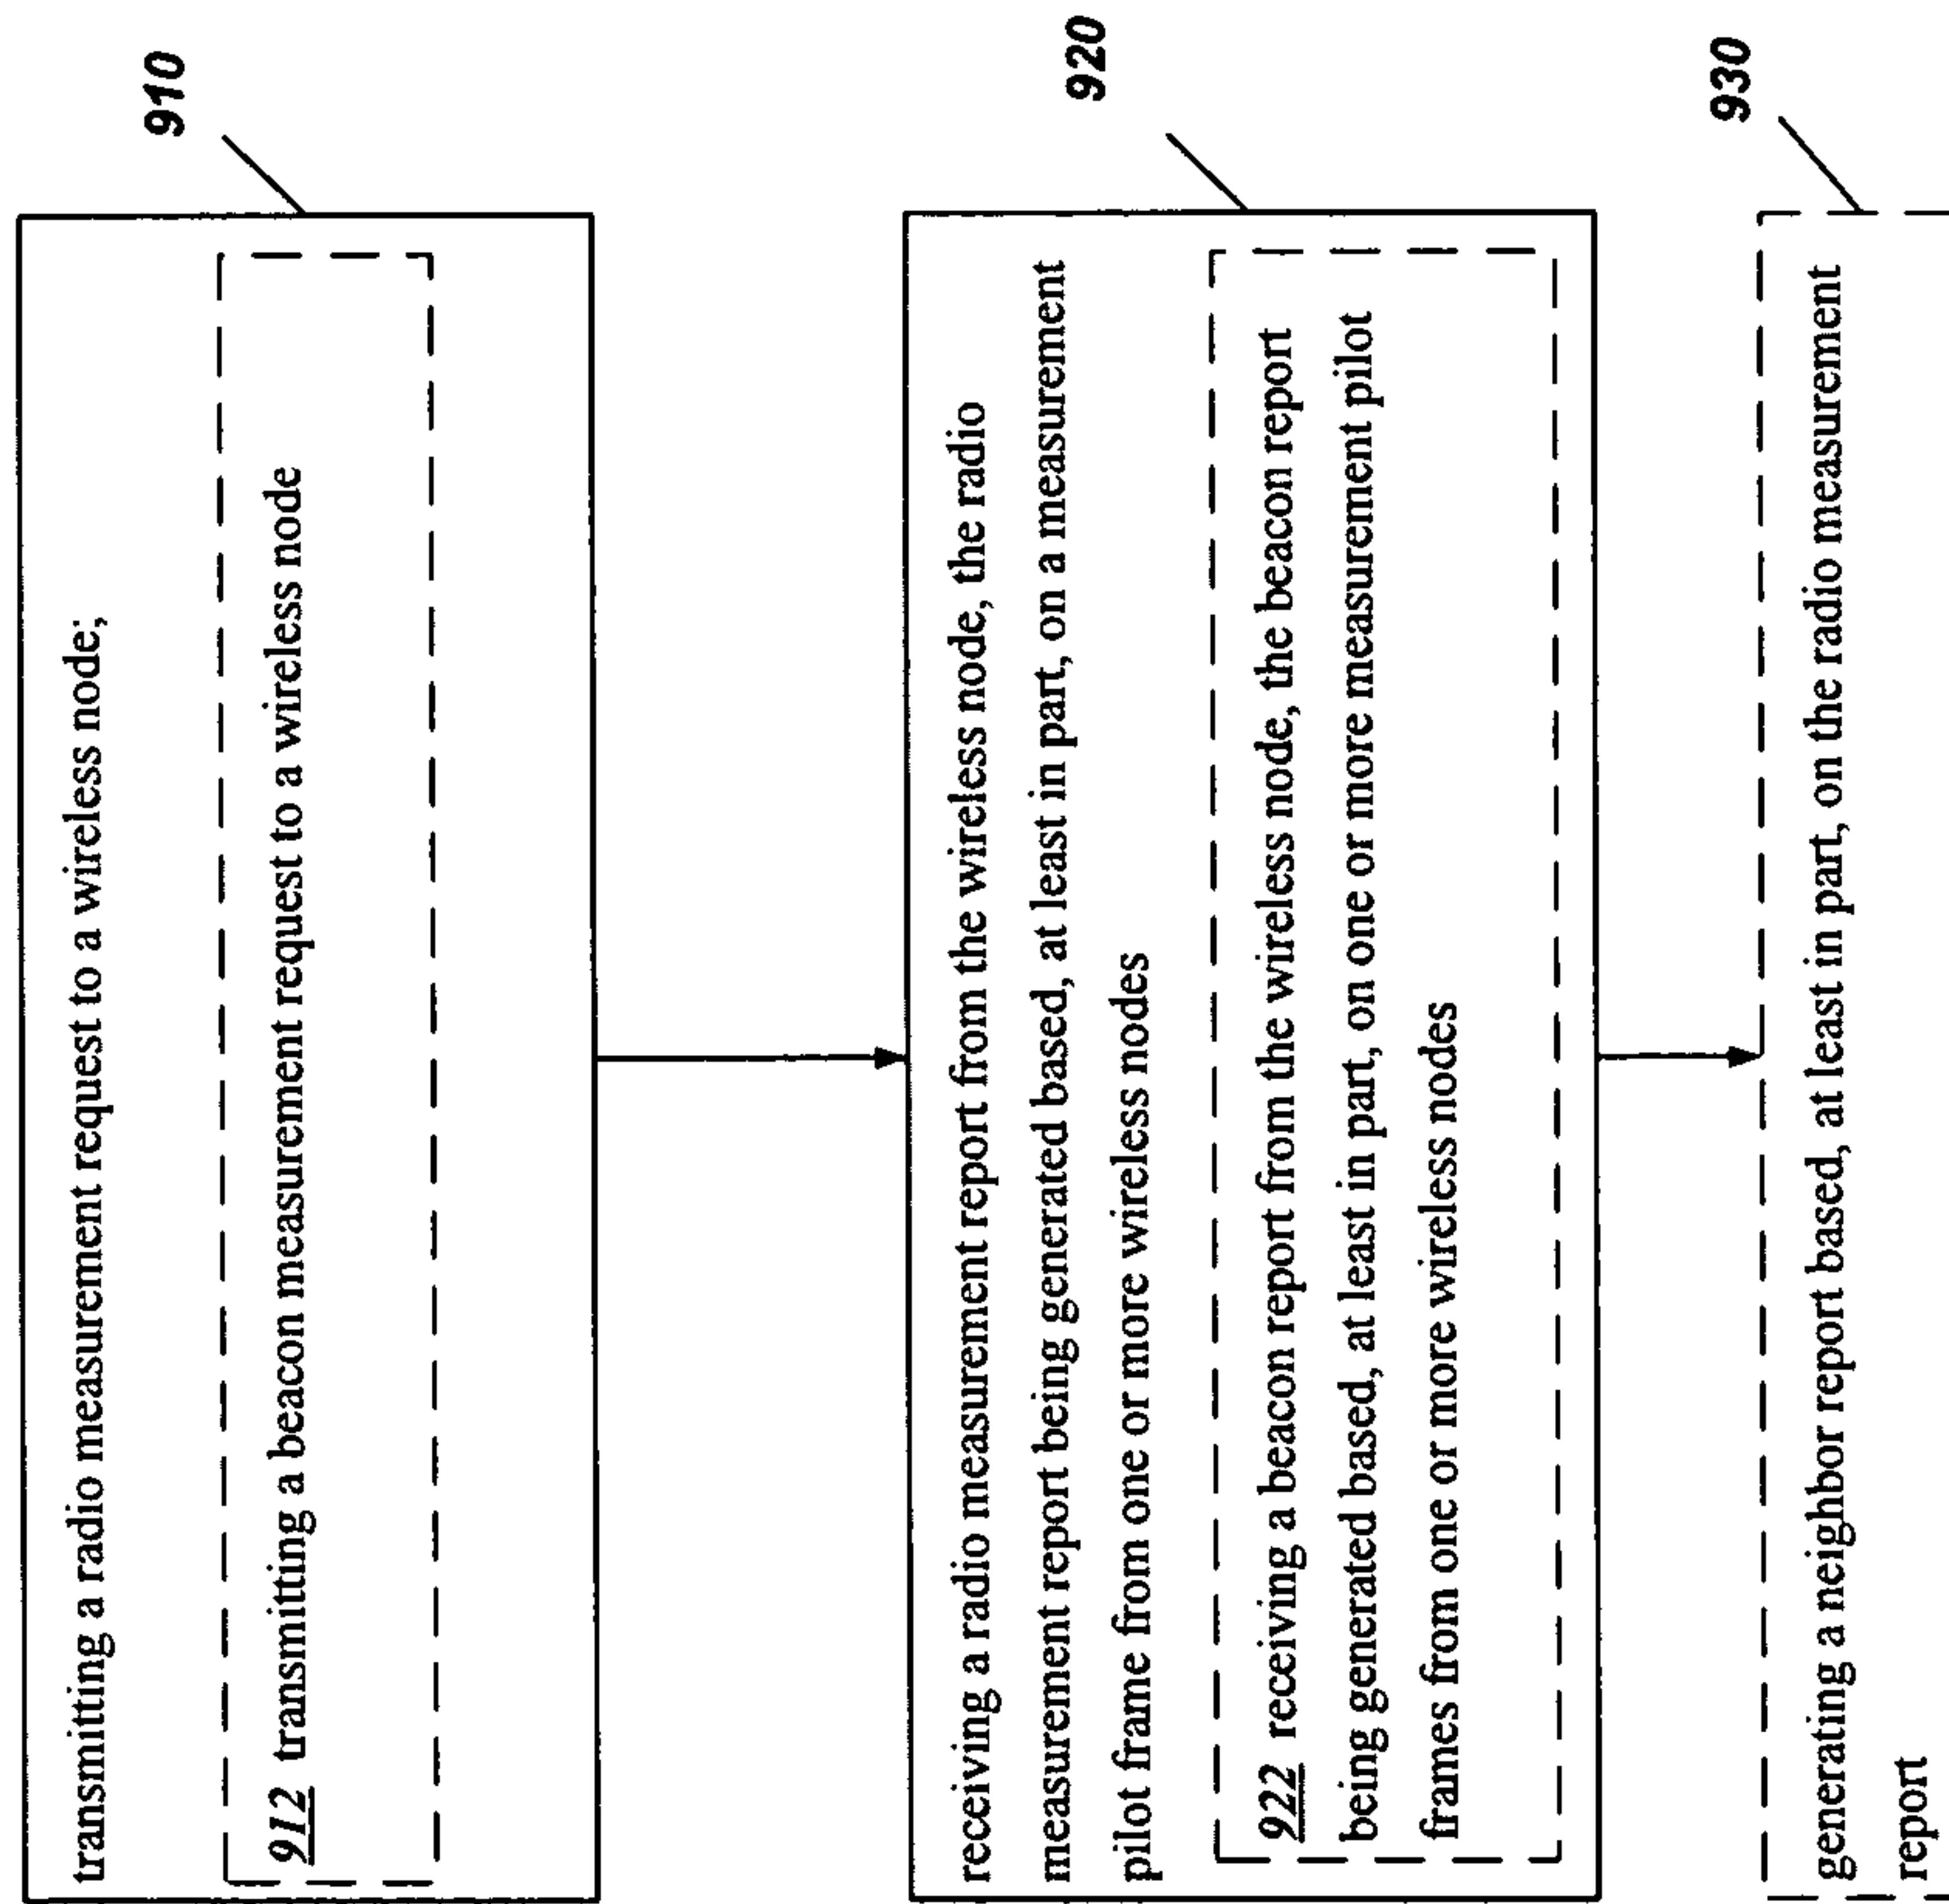 910
transmitting a radio measurement request to a wireless node;
912 transmitting a beacon measurement request to a wireless node
920
receiving a radio measurement report from the wireless node, the radio
measurement report being generated based, at least in part, on a measurement
pilot frame from one or more wireless nodes
922 receiving a beacon report from the wireless node, the beacon report
being generated based, at least in part, on one or more measurement pilot
frames from one or more wireless nodes
930
generating a neighbor report based, at least in part, on the radio measurement
report